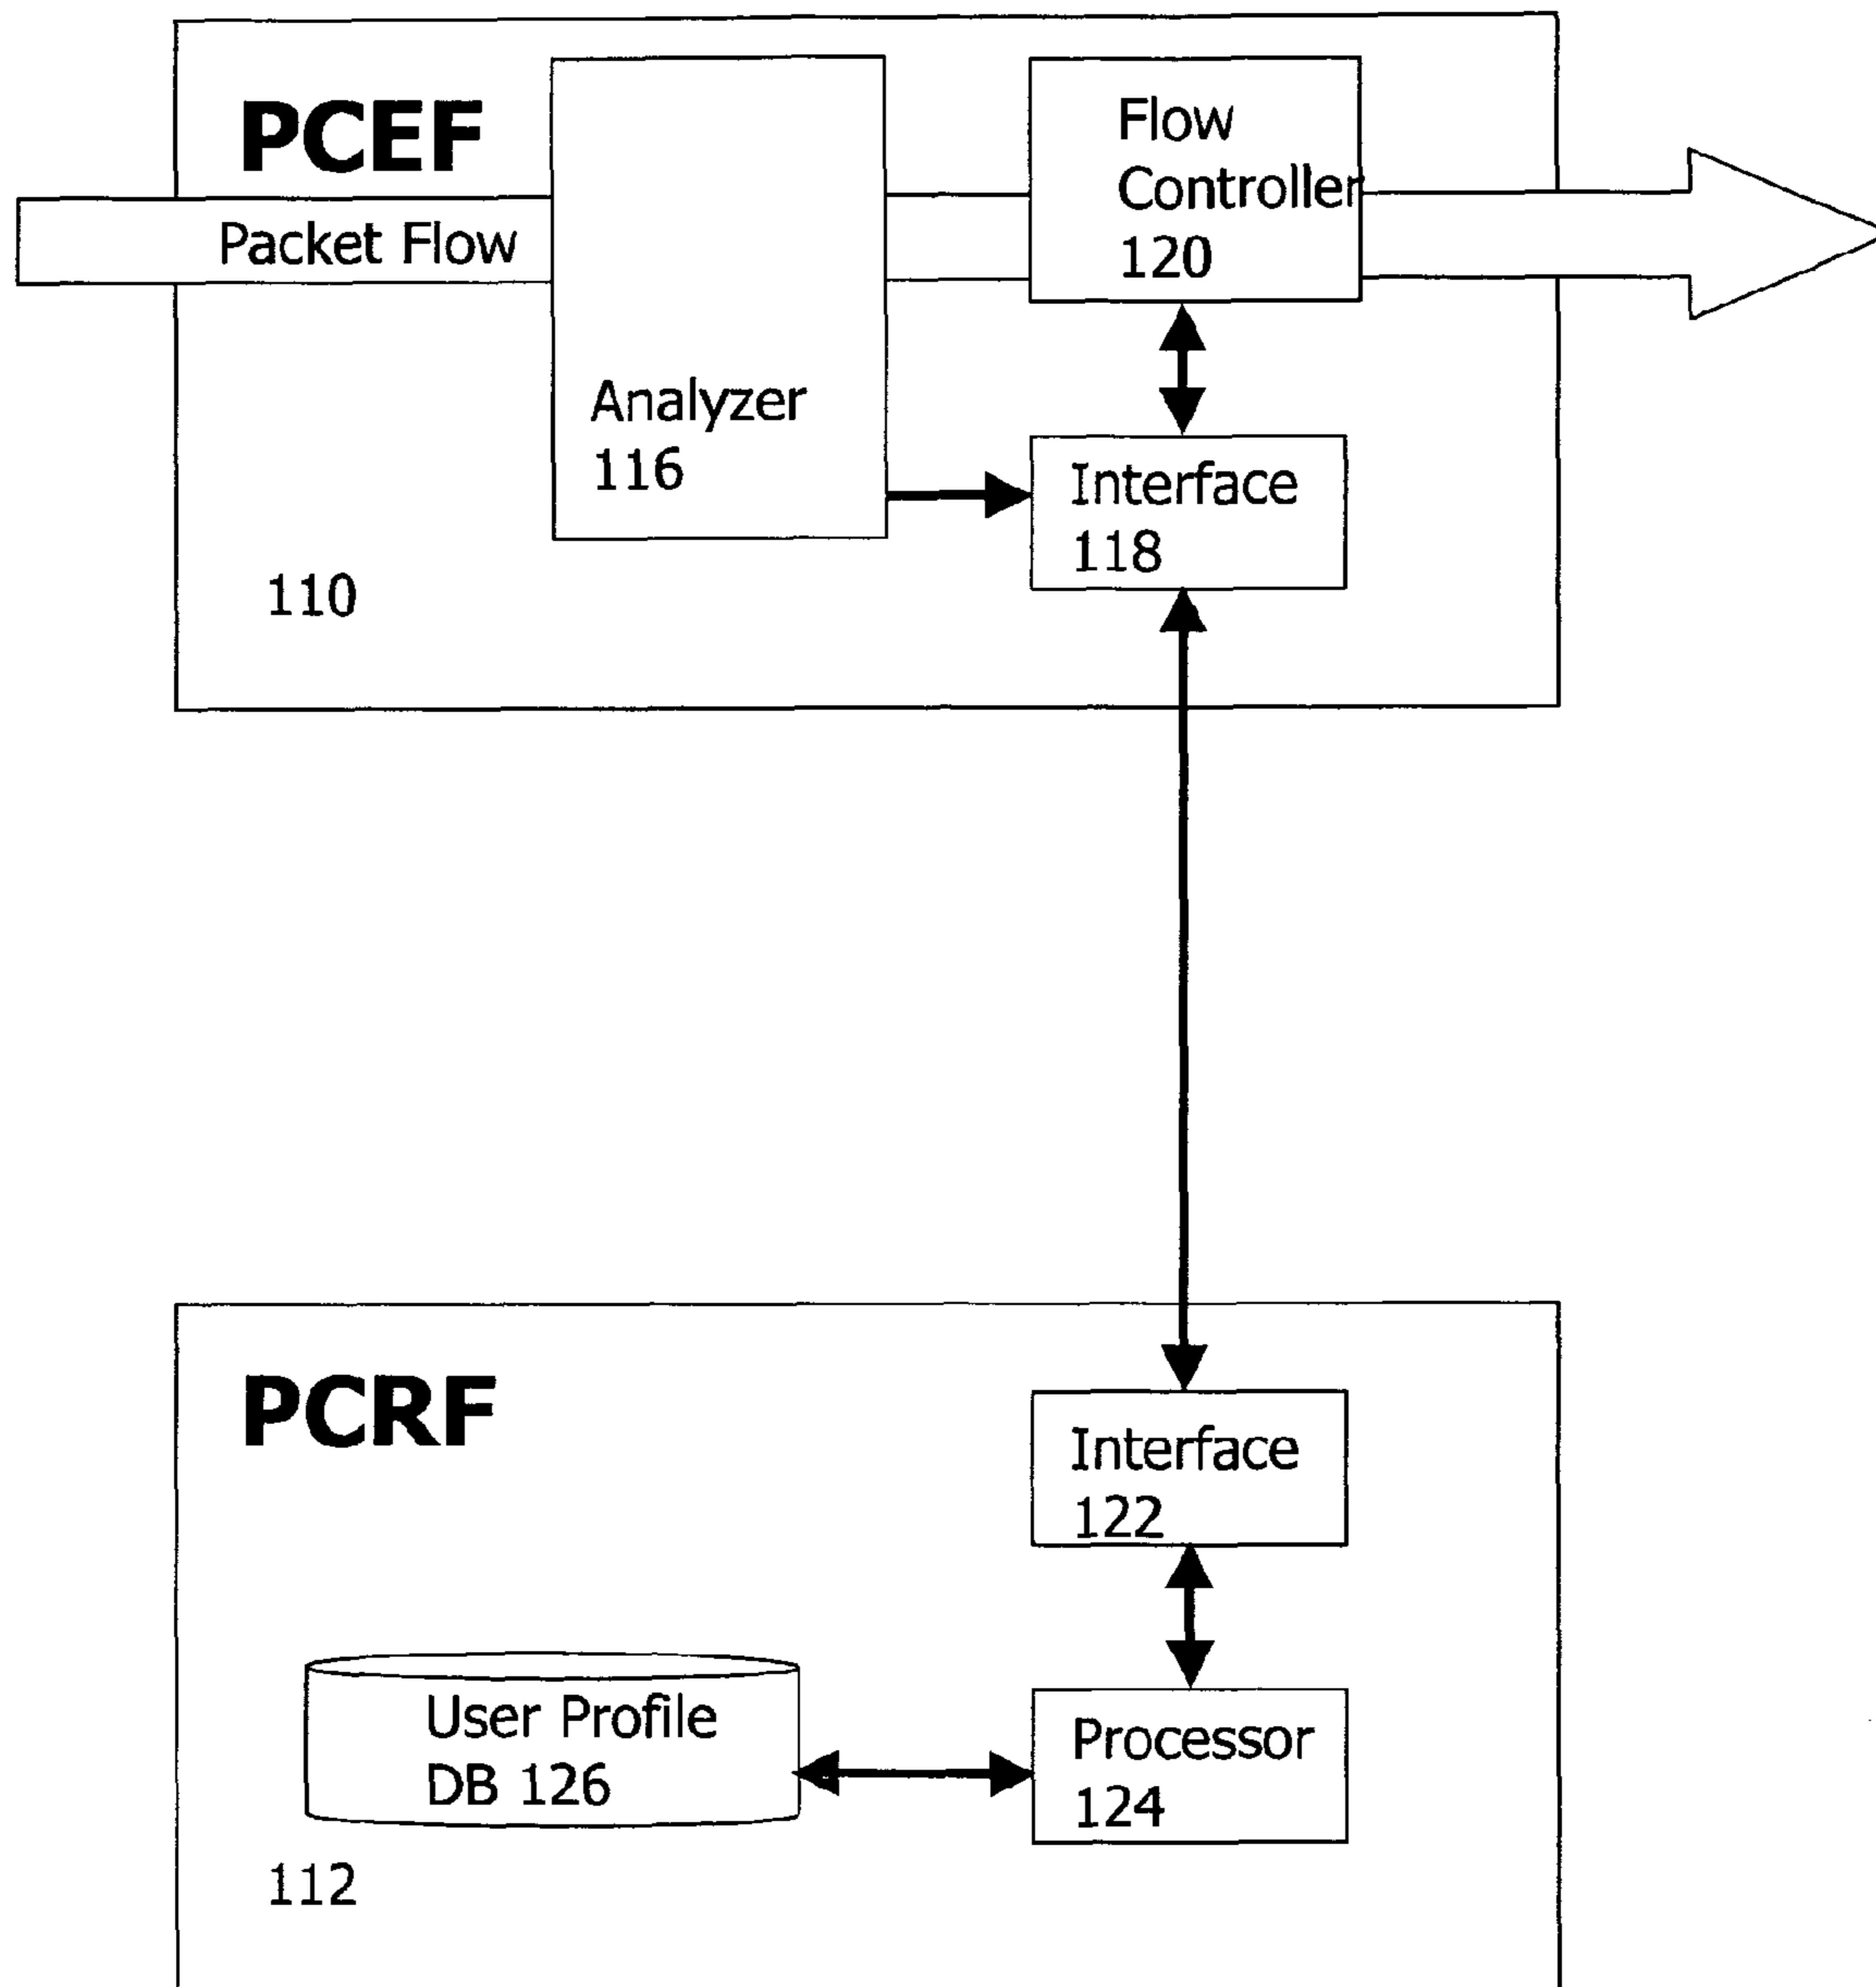 PCEF
Packet Flow
Analyzer
116
Flow
Controller
120
Interface
118
110
PCRF
Interface
122
User Profile
DB 126
Processor
124
112